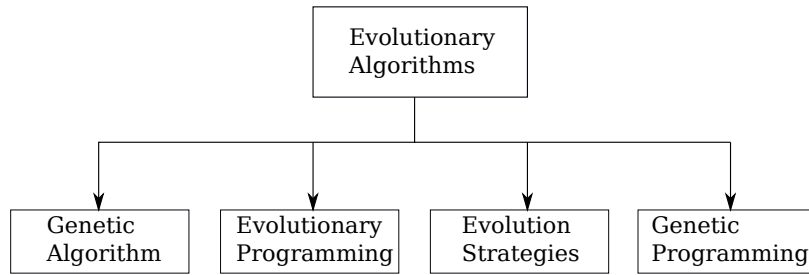 Evolutionary
Algorithms
Genetic
Algorithm
Evolutionary
Programming
Evolution
Strategies
Genetic
Programming